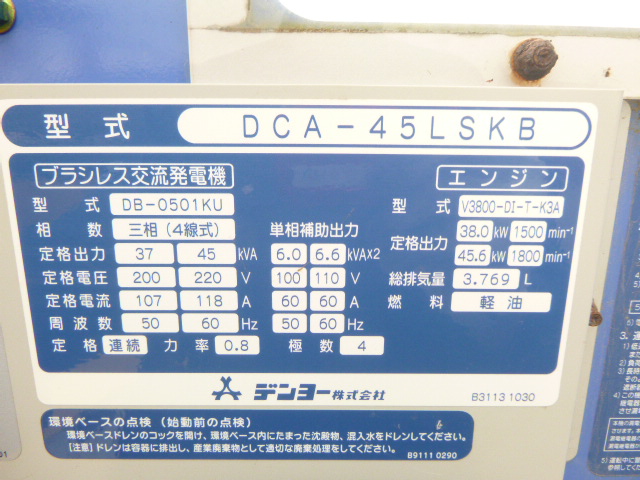 型式 DCA-45LSKB
ブラシレス交流発電機
型式 DB-0501KU
相数 三相(4線式) 単相補助出力
定格出力 37 45 kVA 6.0 6.6 kVA×2
定格電圧 200 220 V 100 110 V
定格電流 107 118 A 60 60 A
周波数 50 60 Hz 50 60 Hz
定格 連続 力率 0.8 極数 4
エンジン
型式 V3800-DI-T-K3A
定格出力 38.0 kW 1500 min⁻¹
45.6 kW 1800 min⁻¹
総排気量 3.769 L
燃料 軽油
デンヨー株式会社
B31131030
環境ベースの点検(始動前の点検)
環境ベースドレンのコックを開け、環境ベース内にたまった沈殿物、混入水をドレンしてください。
[注意]ドレンは容器に排出し、産業廃棄物として適切な廃棄処理をしてください。
B91110290